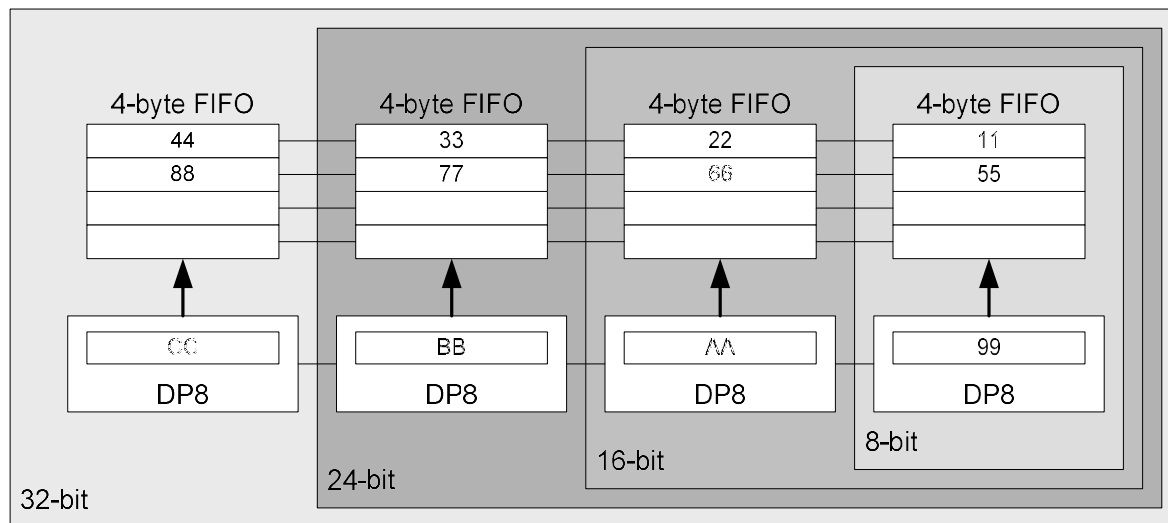 4-byte FIFO 4-byte FIFO 4-byte FIFO 4-byte FIFO
44 33 22 11
88 77 66 55
CC BB AA 99
DP8 DP8 DP8 DP8
8-bit
16-bit
24-bit
32-bit